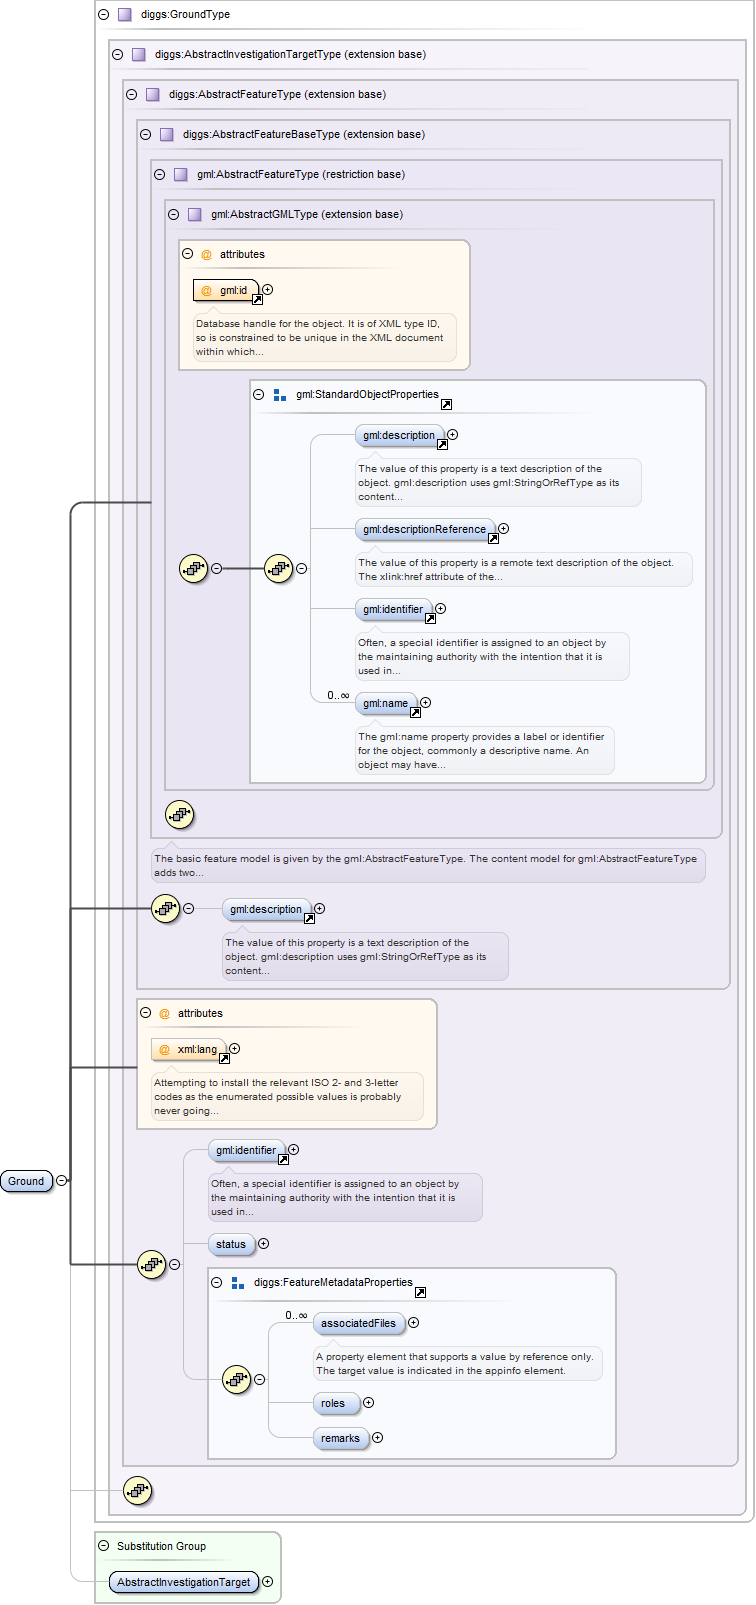 diggs:GroundType
diggs:AbstractInvestigationTargetType (extension base)
diggs:AbstractFeatureType (extension base)
diggs:AbstractFeatureBaseType (extension base)
gml:AbstractFeatureType (restriction base)
gml:AbstractGMLType (extension base)
@ attributes
@ gml:id
Database handle for the object. It is of XML type ID,
so is constrained to be unique in the XML document
within which...
gml:StandardObjectProperties
gml:description
The value of this property is a text description of the
object. gml:description uses gml:StringOrRefType as its
content...
gml:descriptionReference
The value of this property is a remote text description of the object.
The xlink:href attribute of the...
gml:identifier
Often, a special identifier is assigned to an object by
the maintaining authority with the intention that it is
used in...
0..∞
gml:name
The gml:name property provides a label or identifier
for the object, commonly a descriptive name. An
object may have...
The basic feature model is given by the gml:AbstractFeatureType. The content model for gml:AbstractFeatureType
adds two...
gml:description
The value of this property is a text description of the
object. gml:description uses gml:StringOrRefType as its
content...
@ attributes
@ xml:lang
Attempting to install the relevant ISO 2- and 3-letter
codes as the enumerated possible values is probably
never going...
gml:identifier
Ground
Often, a special identifier is assigned to an object by
the maintaining authority with the intention that it is
used in...
status
diggs:FeatureMetadataProperties
0..∞
associatedFiles
A property element that supports a value by reference only.
The target value is indicated in the appinfo element.
roles
remarks
Substitution Group
AbstractInvestigationTarget